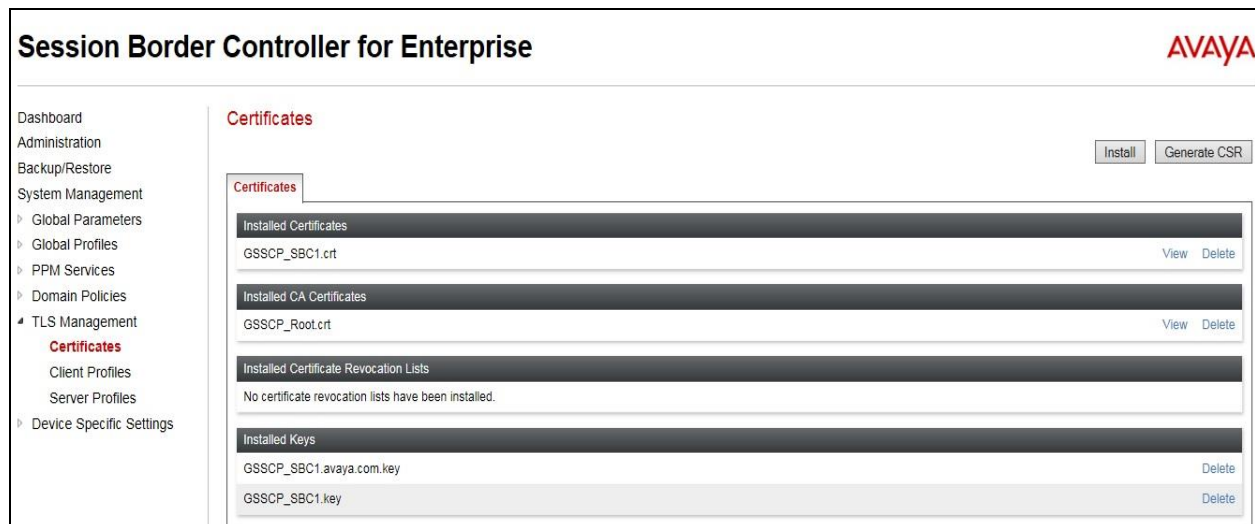 Session Border Controller for Enterprise
AVAYA
Dashboard
Administration
Backup/Restore
System Management
Global Parameters
Global Profiles
PPM Services
Domain Policies
TLS Management
Certificates
Client Profiles
Server Profiles
Device Specific Settings
Certificates
Install Generate CSR
Certificates
Installed Certificates
GSSCP_SBC1.crt View Delete
Installed CA Certificates
GSSCP_Root.crt View Delete
Installed Certificate Revocation Lists
No certificate revocation lists have been installed.
Installed Keys
GSSCP_SBC1.avaya.com.key Delete
GSSCP_SBC1.key Delete